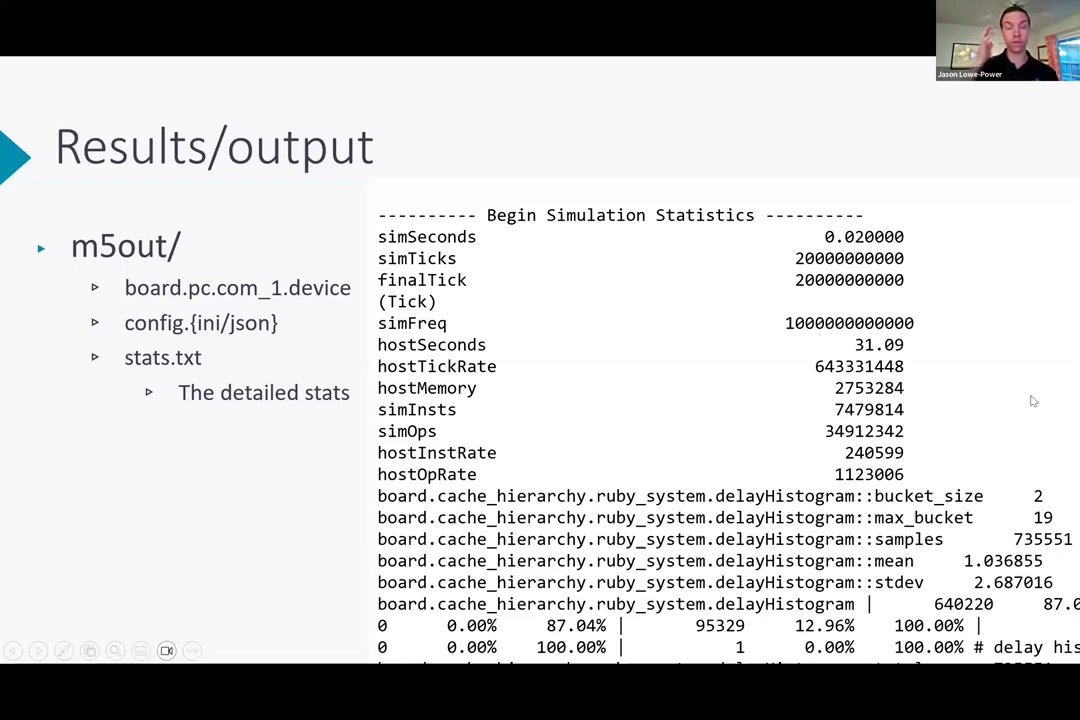 Jason Lowe-Power
Results/output
m5out/
board.pc.com_1.device
config.{ini/json}
stats.txt
The detailed stats
---------- Begin Simulation Statistics ----------
simSeconds 0.020000
simTicks 20000000000
finalTick 20000000000
(Tick)
simFreq 1000000000000
hostSeconds 31.09
hostTickRate 643331448
hostMemory 2753284
simInsts 7479814
simOps 34912342
hostInstRate 240599
hostOpRate 1123006
board.cache_hierarchy.ruby_system.delayHistogram::bucket_size 2
board.cache_hierarchy.ruby_system.delayHistogram::max_bucket 19
board.cache_hierarchy.ruby_system.delayHistogram::samples 735551
board.cache_hierarchy.ruby_system.delayHistogram::mean 1.036855
board.cache_hierarchy.ruby_system.delayHistogram::stdev 2.687016
board.cache_hierarchy.ruby_system.delayHistogram | 640220 87.0
0 0.00% 87.04% | 95329 12.96% 100.00% |
0 0.00% 100.00% | 1 0.00% 100.00% # delay his